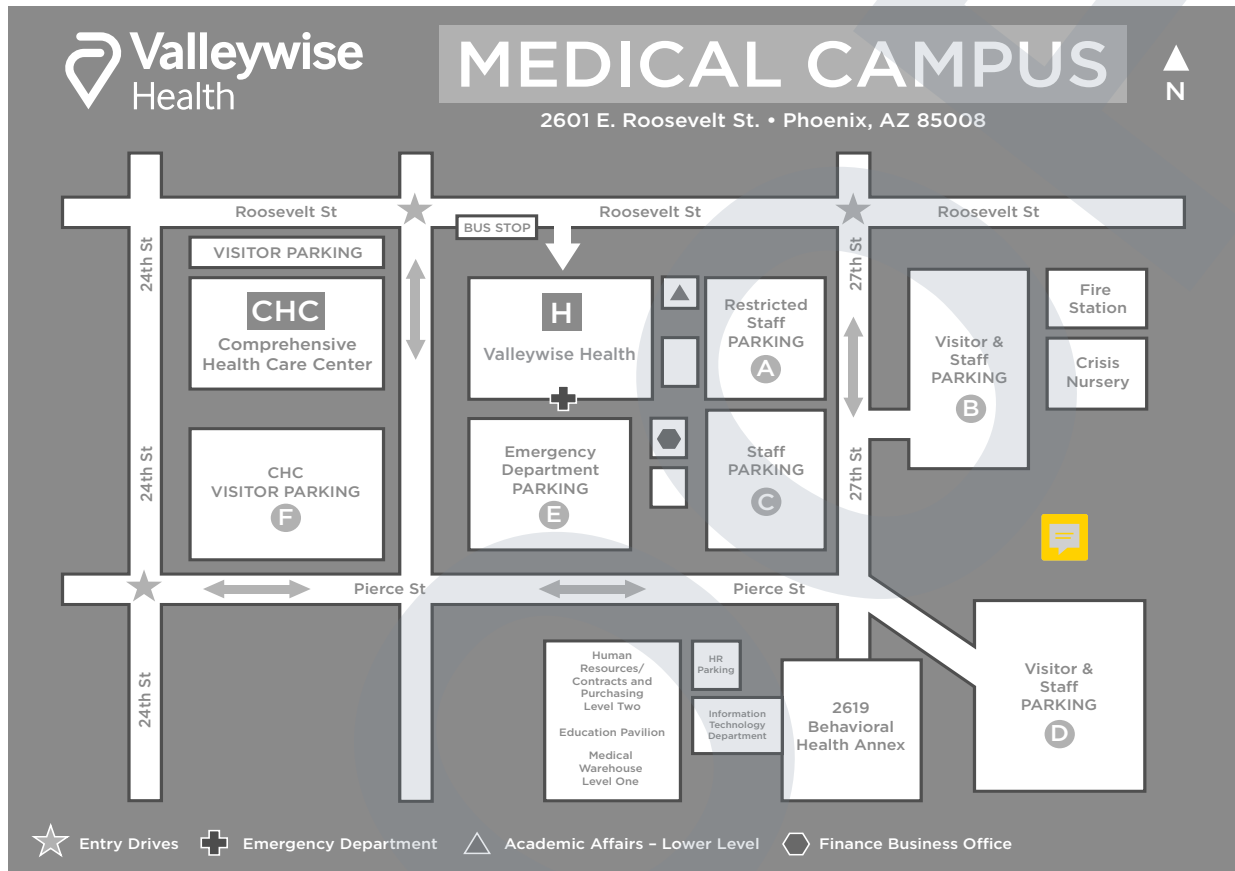 Valleywise
Health
MEDICAL CAMPUS
2601 E. Roosevelt St. • Phoenix, AZ 85008
N
Roosevelt St
Roosevelt St
Roosevelt St
BUS STOP
24th St
27th St
VISITOR PARKING
CHC
Comprehensive
Health Care Center
H
Valleywise Health
Restricted
Staff
PARKING
A
Visitor &
Staff
PARKING
B
Fire
Station
Crisis
Nursery
24th St
CHC
VISITOR PARKING
F
Emergency
Department
PARKING
E
Staff
PARKING
C
27th St
Pierce St
Pierce St
24th St
Human
Resources/
Contracts and
Purchasing
Level Two
Education Pavilion
Medical
Warehouse
Level One
HR
Parking
Information
Technology
Department
2619
Behavioral
Health Annex
Visitor &
Staff
PARKING
D
Entry Drives
Emergency Department
Academic Affairs – Lower Level
Finance Business Office